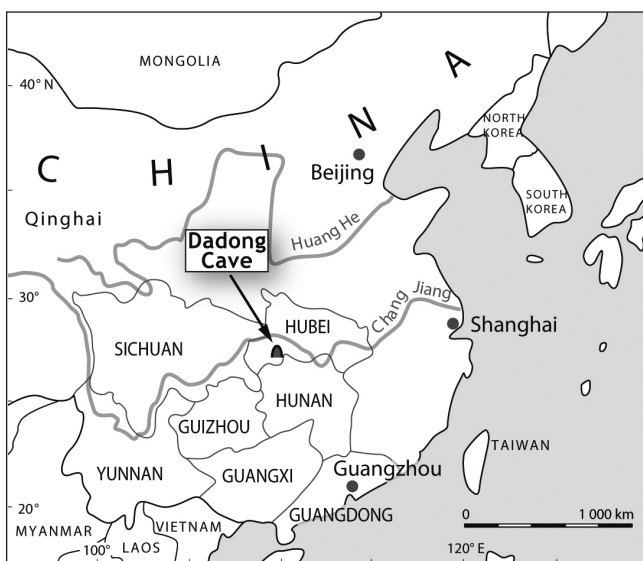 MONGOLIA
40° N
C H I N A
NORTH
KOREA
Beijing
SOUTH
KOREA
Qinghai
Dadong
Cave
Huang He
30°
HUBEI
Chang Jiang
Shanghai
SICHUAN
HUNAN
GUIZHOU
TAIWAN
YUNNAN
GUANGXI
Guangzhou
20°
GUANGDONG
0 1 000 km
MYANMAR
VIETNAM
100°
LAOS
120° E